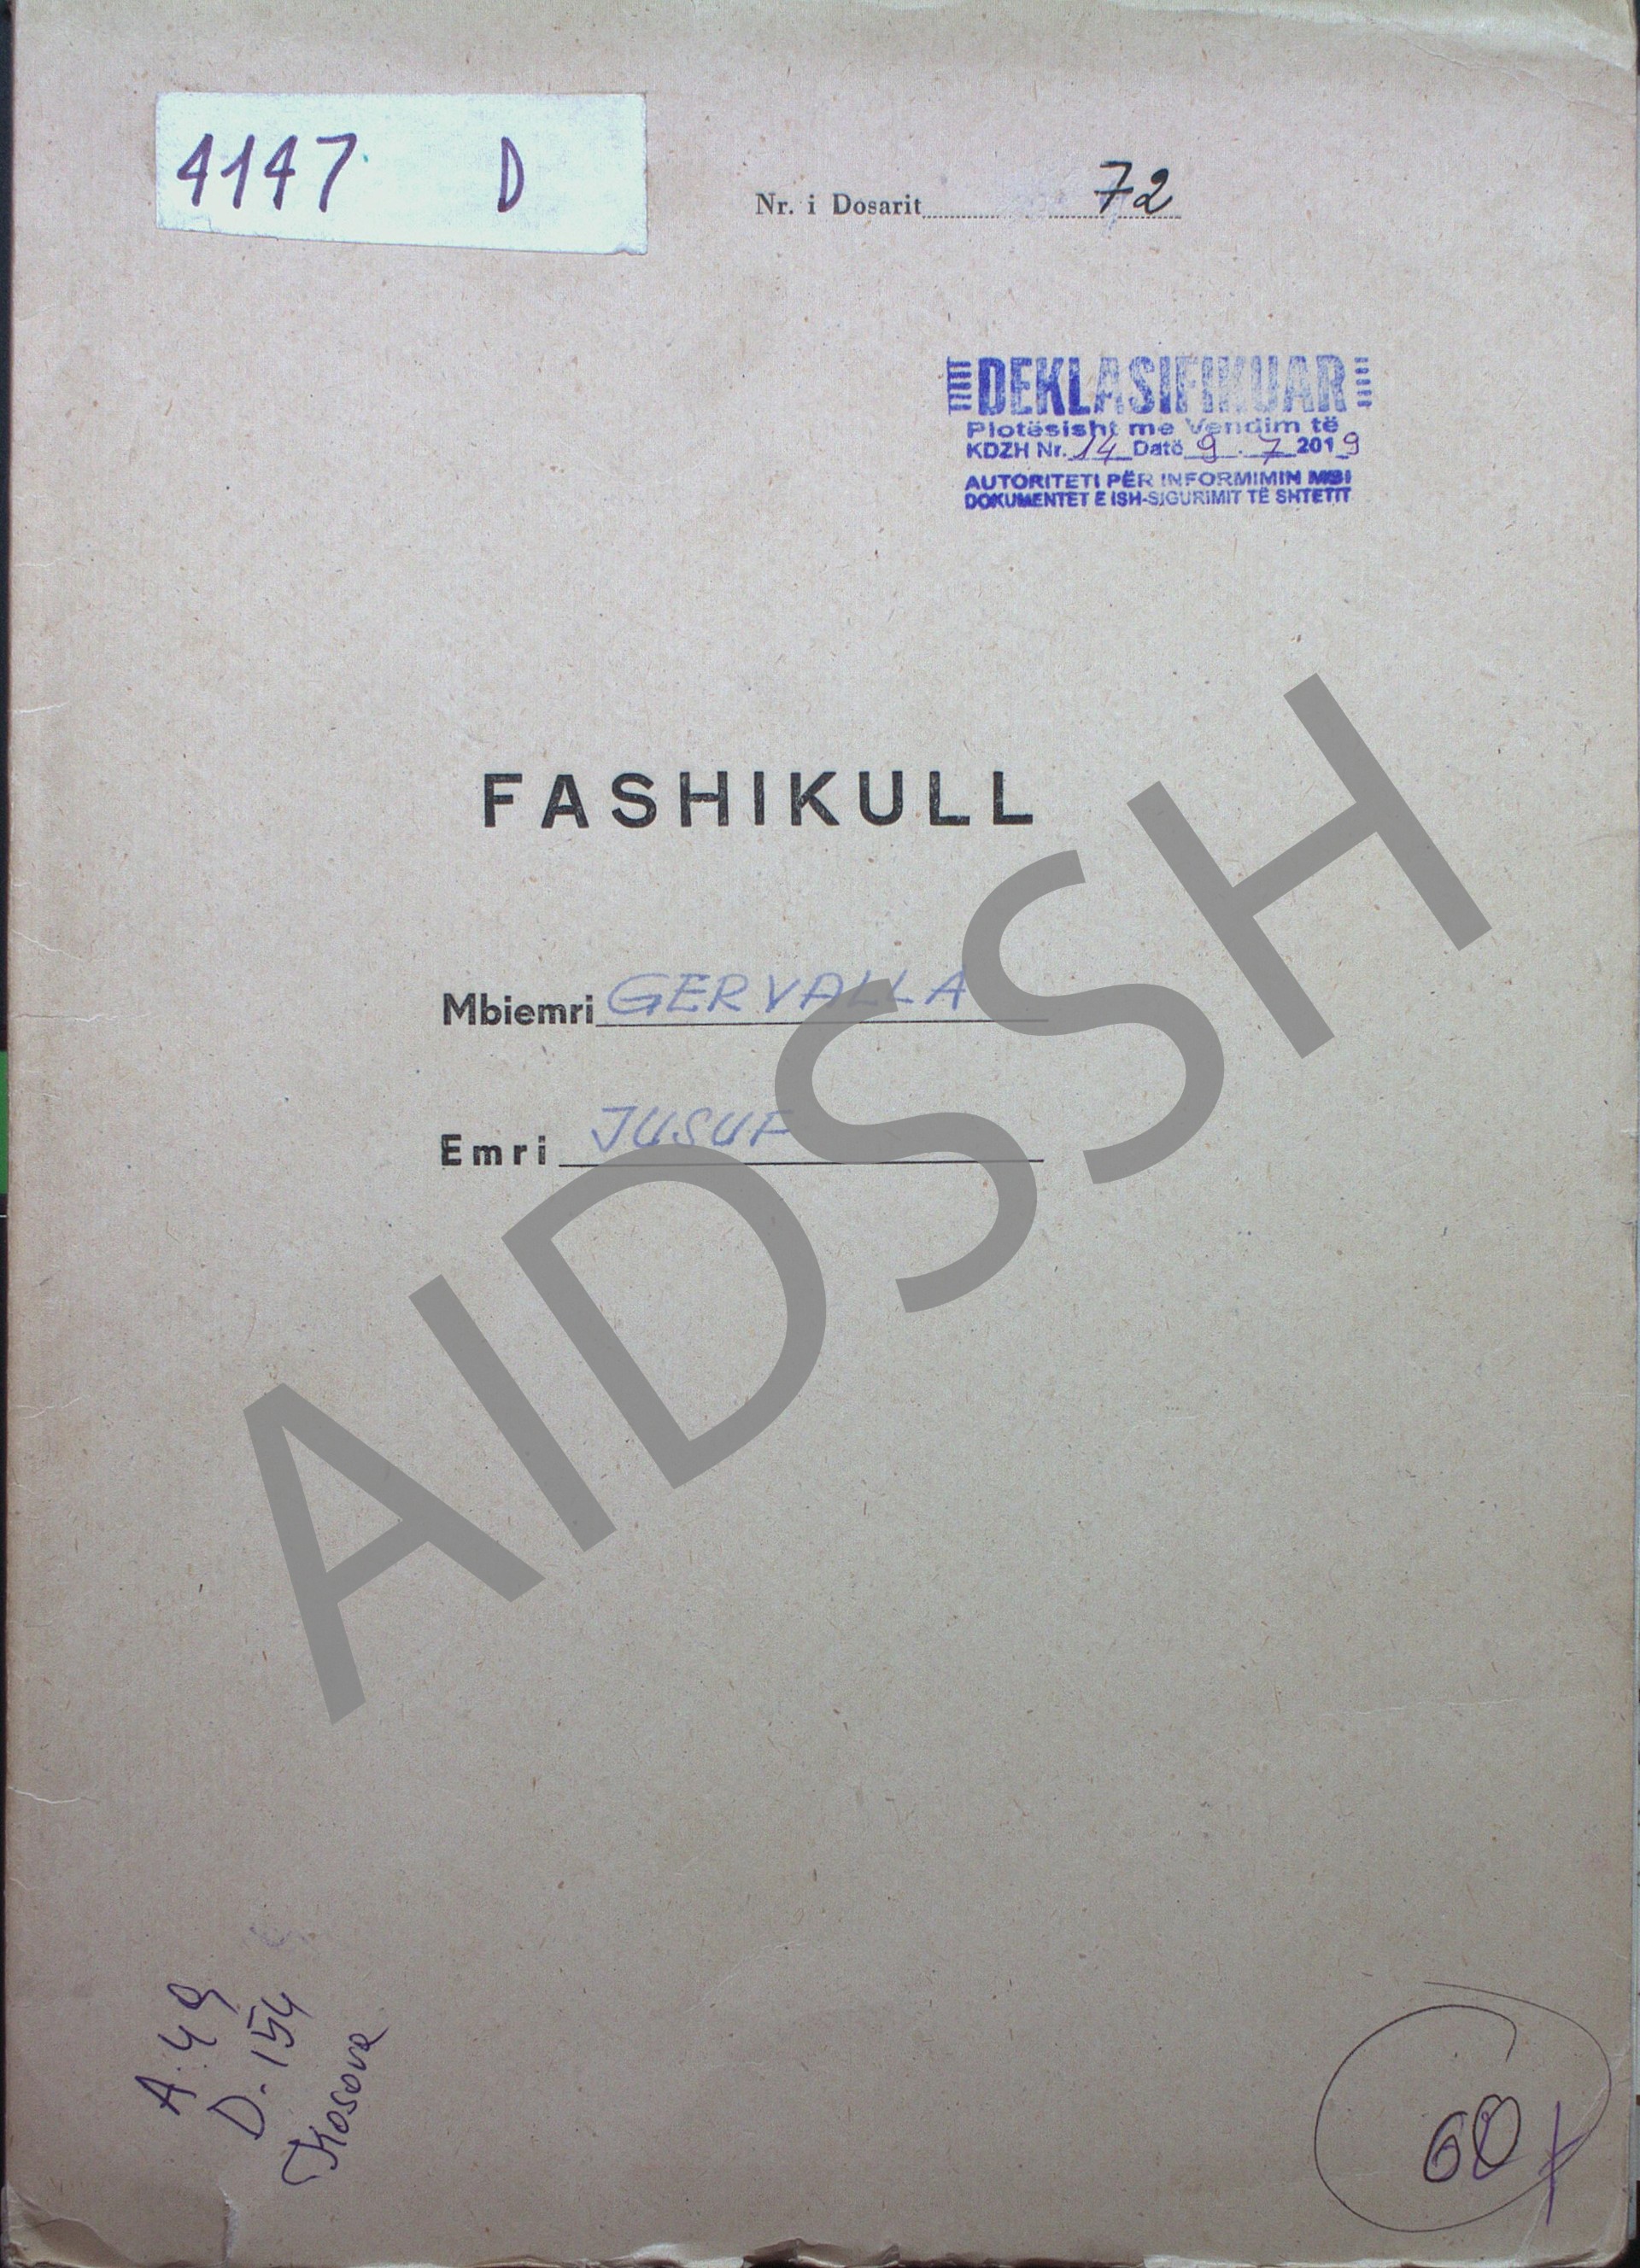 4147 D
Nr. i Dosarit 72
DEKLASIFIKUAR
Plotësisht me Vendim të
KDZH Nr. 14 Datë 9.7 2019
AUTORITETI PËR INFORMIMIN MBI
DOKUMENTET E ISH-SIGURIMIT TË SHTETIT
FASHIKULL
Mbiemri GERVALLA
Emri JUSUF
AIDSSH
A.49
D-154
Kosova